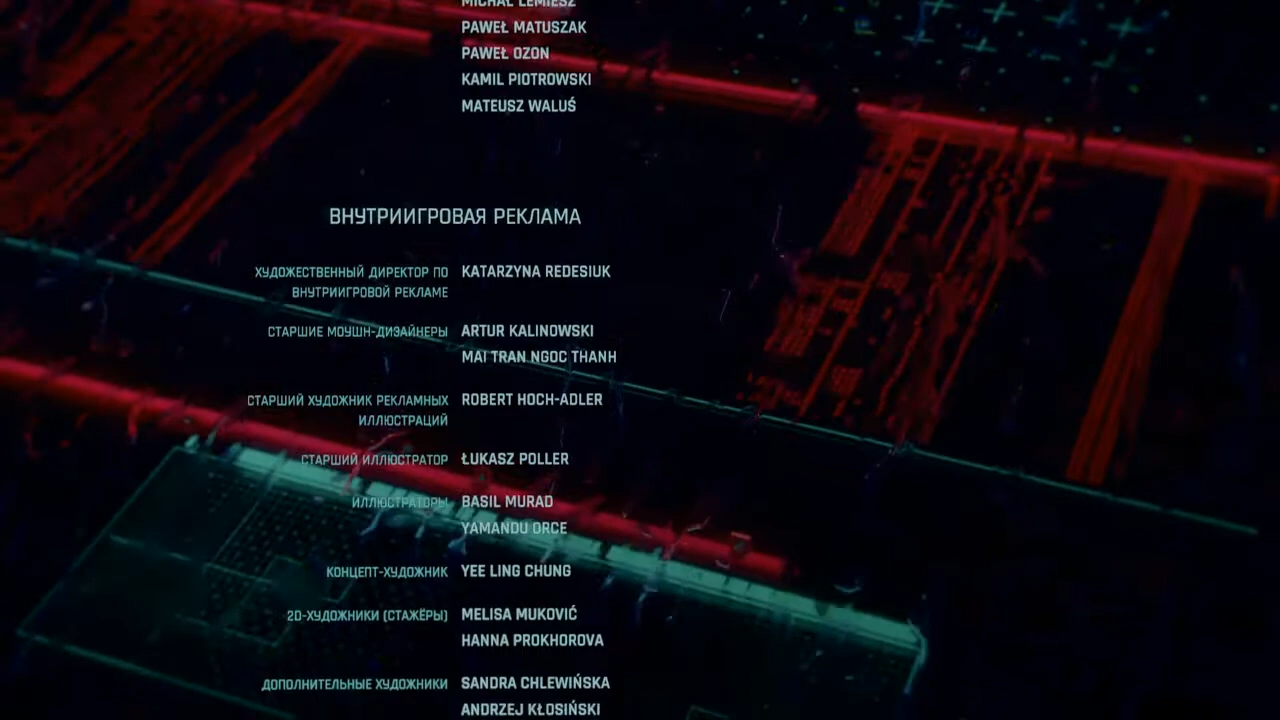 MICHAŁ LEMIESZ
PAWEŁ MATUSZAK
PAWEŁ OZON
KAMIL PIOTROWSKI
MATEUSZ WALUŚ
ВНУТРИИГРОВАЯ РЕКЛАМА
ХУДОЖЕСТВЕННЫЙ ДИРЕКТОР ПО KATARZYNA REDESIUK
ВНУТРИИГРОВОЙ РЕКЛАМЕ
СТАРШИЕ МОУШН-ДИЗАЙНЕРЫ ARTUR KALINOWSKI
MAI TRAN NGOC THANH
СТАРШИЙ ХУДОЖНИК РЕКЛАМНЫХ ROBERT HOCH-ADLER
ИЛЛЮСТРАЦИЙ
СТАРШИЙ ИЛЛЮСТРАТОР ŁUKASZ POLLER
ИЛЛЮСТРАТОРЫ BASIL MURAD
YAMANDU ORCE
КОНЦЕПТ-ХУДОЖНИК YEE LING CHUNG
2D-ХУДОЖНИКИ (СТАЖЁРЫ) MELISA MUKOVIĆ
HANNA PROKHOROVA
ДОПОЛНИТЕЛЬНЫЕ ХУДОЖНИКИ SANDRA CHLEWIŃSKA
ANDRZEJ KŁOSIŃSKI